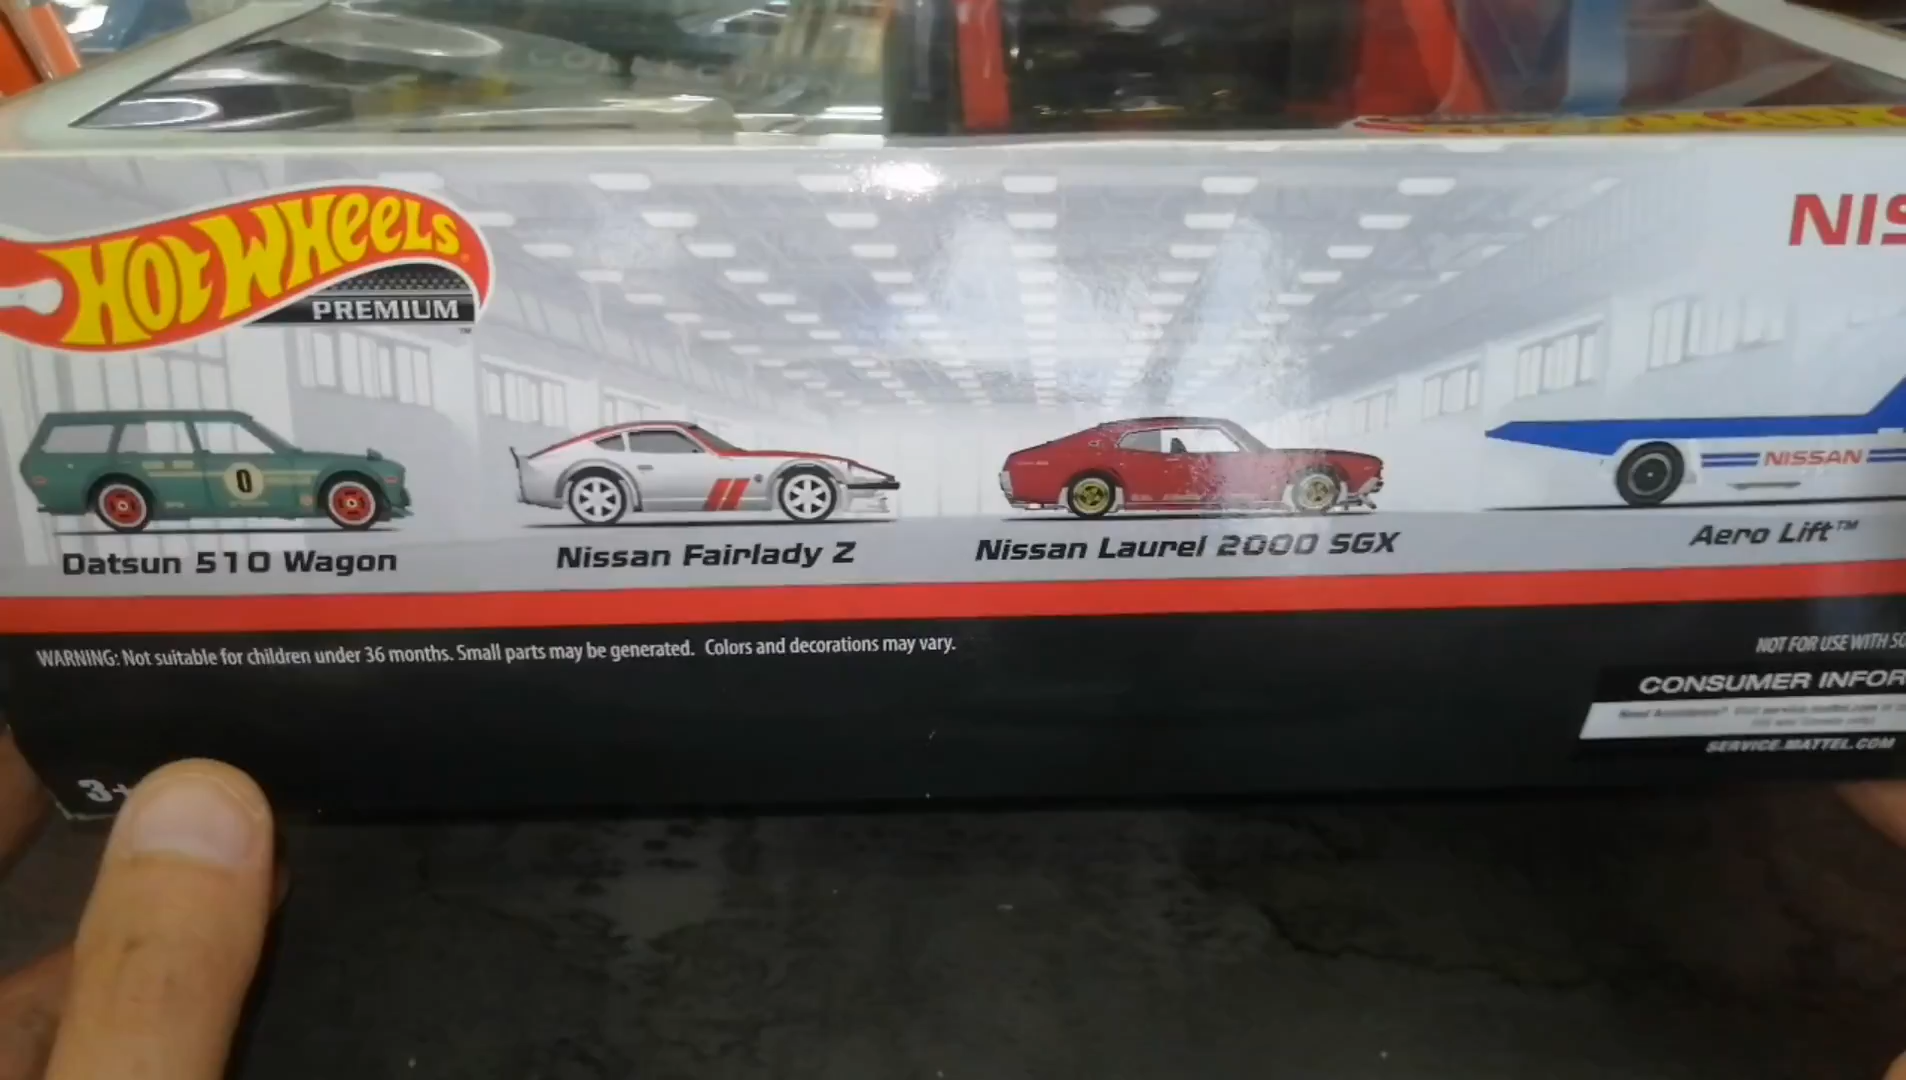 HOT WHEELS
PREMIUM
™
NIS
0
NISSAN
Datsun 510 Wagon
Nissan Fairlady Z
Nissan Laurel 2000 SGX
Aero Lift™
WARNING: Not suitable for children under 36 months. Small parts may be generated. Colors and decorations may vary.
NOT FOR USE WITH SO
CONSUMER INFOR
SERVICE.MATTEL.COM
3+